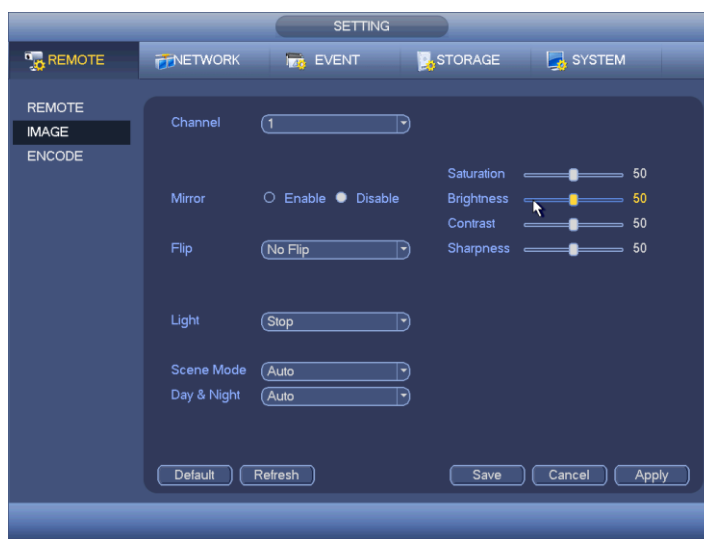 SETTING
REMOTE NETWORK EVENT STORAGE SYSTEM
REMOTE
IMAGE
ENCODE
Channel 1
Saturation 50
Mirror Enable Disable Brightness 50
Contrast 50
Flip No Flip Sharpness 50
Light Stop
Scene Mode Auto
Day & Night Auto
Default Refresh Save Cancel Apply